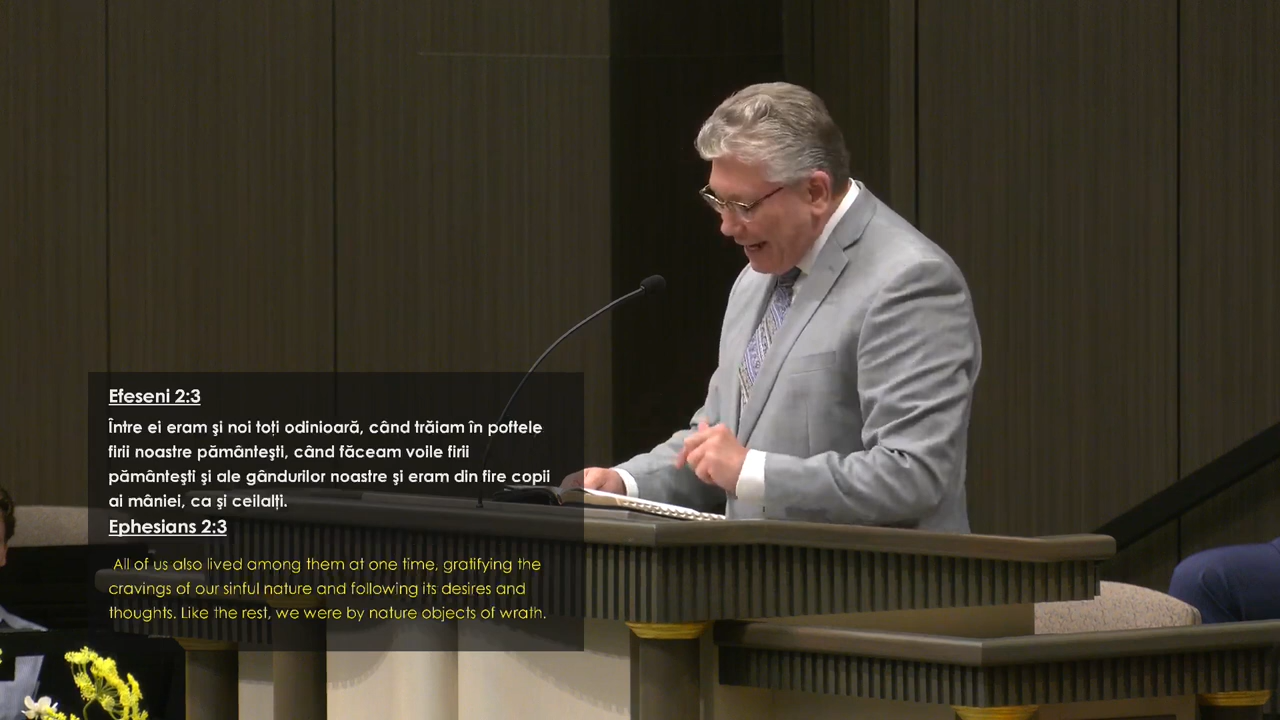 Efeseni 2:3
Între ei eram şi noi toţi odinioară, când trăiam în poftele
firii noastre pământeşti, când făceam voile firii
pământeşti şi ale gândurilor noastre şi eram din fire copii
ai mâniei, ca şi ceilalţi.
Ephesians 2:3
All of us also lived among them at one time, gratifying the
cravings of our sinful nature and following its desires and
thoughts. Like the rest, we were by nature objects of wrath.